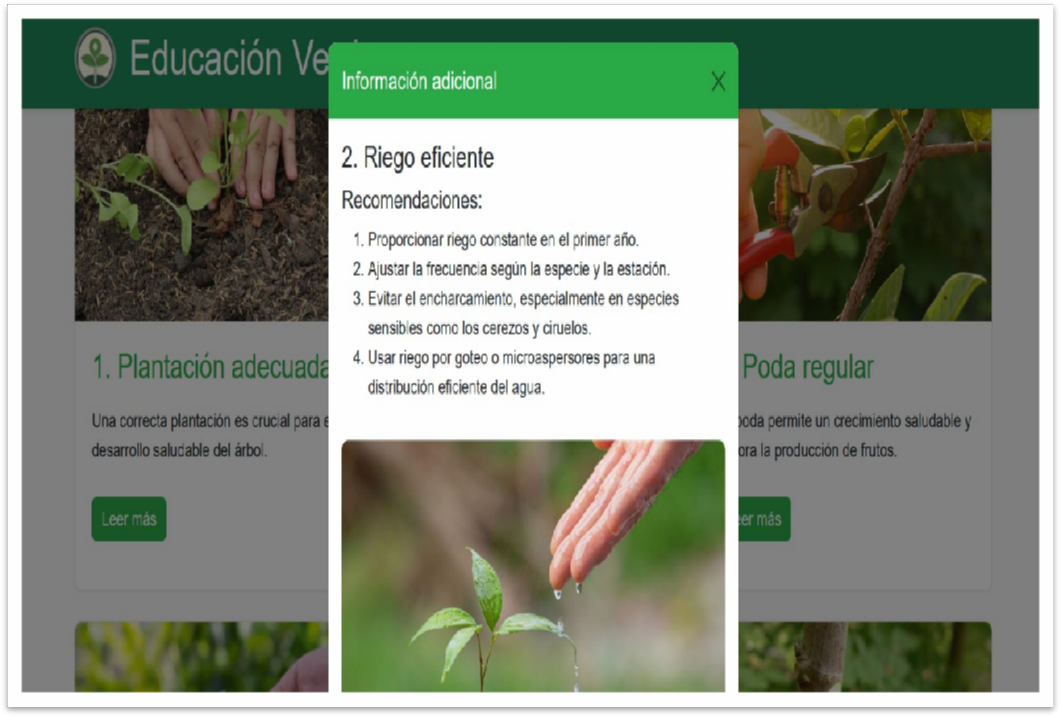 Educación Ve
Información adicional
X
2. Riego eficiente
Recomendaciones:
1. Proporcionar riego constante en el primer año.
2. Ajustar la frecuencia según la especie y la estación.
3. Evitar el encharcamiento, especialmente en especies
sensibles como los cerezos y ciruelos.
4. Usar riego por goteo o microaspersores para una
distribución eficiente del agua.
1. Plantación adecuada
Una correcta plantación es crucial para e
desarrollo saludable del árbol.
Leer más
Poda regular
poda permite un crecimiento saludable y
ora la producción de frutos.
er más